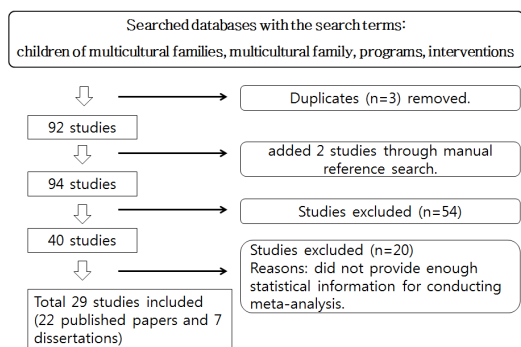 Searched databases with the search terms:
children of multicultural families, multicultural family, programs, interventions
Duplicates (n=3) removed.
92 studies
added 2 studies through manual
reference search.
94 studies
Studies excluded (n=54)
40 studies
Studies excluded (n=20)
Reasons: did not provide enough
statistical information for conducting
meta-analysis.
Total 29 studies included
(22 published papers and 7
dissertations)